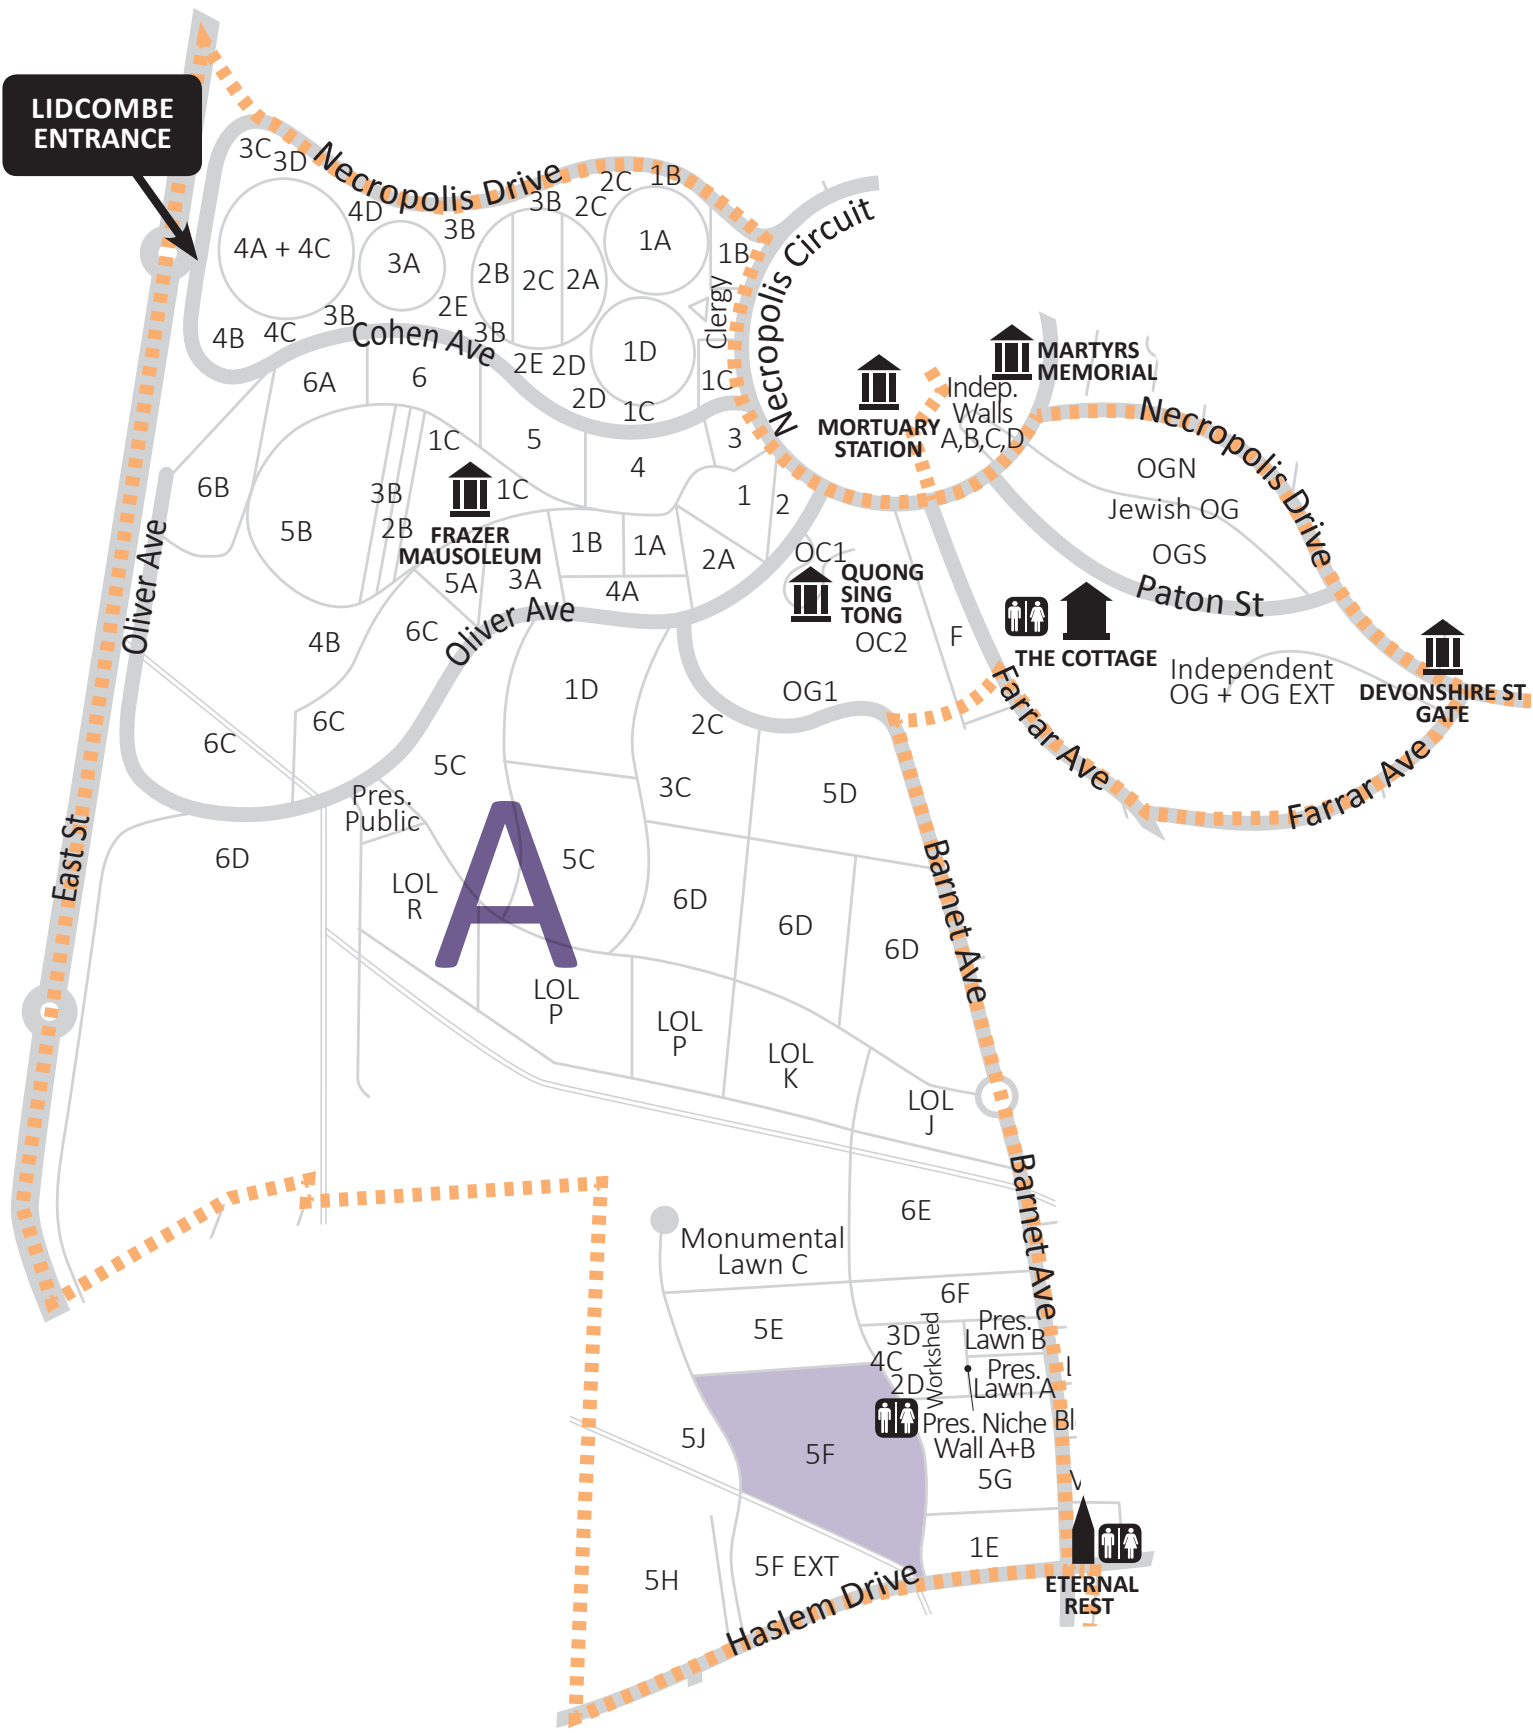 LIDCOMBE
ENTRANCE
Necropolis Drive
3C
3D
4D
3B
3B
2C
2C
1B
4A + 4C
3A
2B
2C
2A
1A
1B
Clergy
Necropolis Circuit
4B
4C
3B
2E
3B
Cohen Ave
2E
2D
1D
2D
1C
1C
6A
6
MARTYRS
MEMORIAL
MORTUARY
STATION
Indep.
Walls
A,B,C,D
Necropolis Drive
1C
5
4
3
6B
5B
3B
2B
1C
FRAZER
MAUSOLEUM
1
2
1B
1A
2A
5A
3A
4A
OGN
Jewish OG
OGS
Paton St
OC1
QUONG
SING
TONG
OC2
F
THE COTTAGE
Independent
OG + OG EXT
DEVONSHIRE ST
GATE
Oliver Ave
Oliver Ave
4B
6C
6C
6C
1D
OG1
2C
Farrar Ave
Farrar Ave
5C
3C
5D
Pres.
Public
East St
6D
LOL
R
A
5C
6D
6D
6D
Barnet Ave
LOL
P
LOL
P
LOL
K
LOL
J
Barnet Ave
6E
Monumental
Lawn C
6F
5E
3D
4C
2D
Workshed
Pres.
Lawn B
Pres.
Lawn A
Pres. Niche
Wall A+B
5J
5F
5G
1E
5F EXT
5H
Haslem Drive
ETERNAL
REST